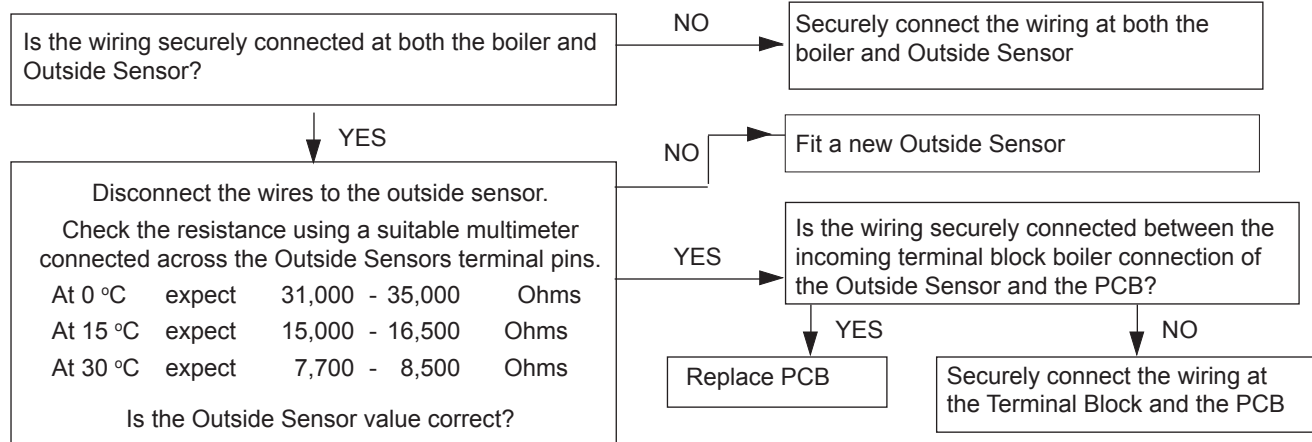 Is the wiring securely connected at both the boiler and
Outside Sensor?
NO
Securely connect the wiring at both the
boiler and Outside Sensor
YES
Disconnect the wires to the outside sensor.
Check the resistance using a suitable multimeter
connected across the Outside Sensors terminal pins.
At 0 °C expect 31,000 - 35,000 Ohms
At 15 °C expect 15,000 - 16,500 Ohms
At 30 °C expect 7,700 - 8,500 Ohms
Is the Outside Sensor value correct?
NO
Fit a new Outside Sensor
YES
Is the wiring securely connected between the
incoming terminal block boiler connection of
the Outside Sensor and the PCB?
YES
Replace PCB
NO
Securely connect the wiring at
the Terminal Block and the PCB